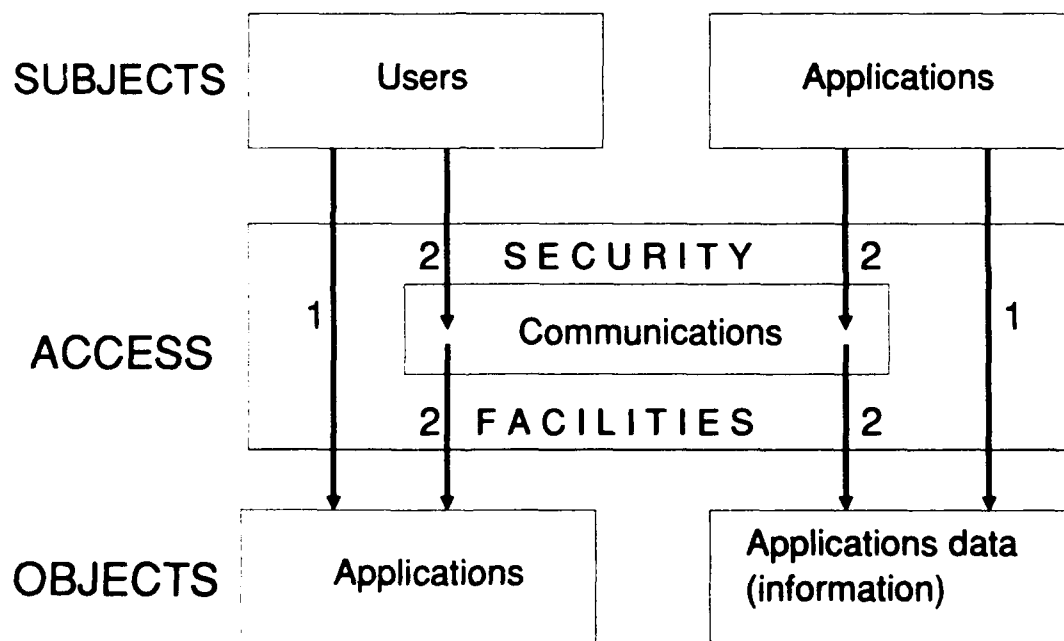 SUBJECTS Users Applications
2 SECURITY 2
1 1
ACCESS Communications
2 FACILITIES 2
OBJECTS Applications Applications data
(information)